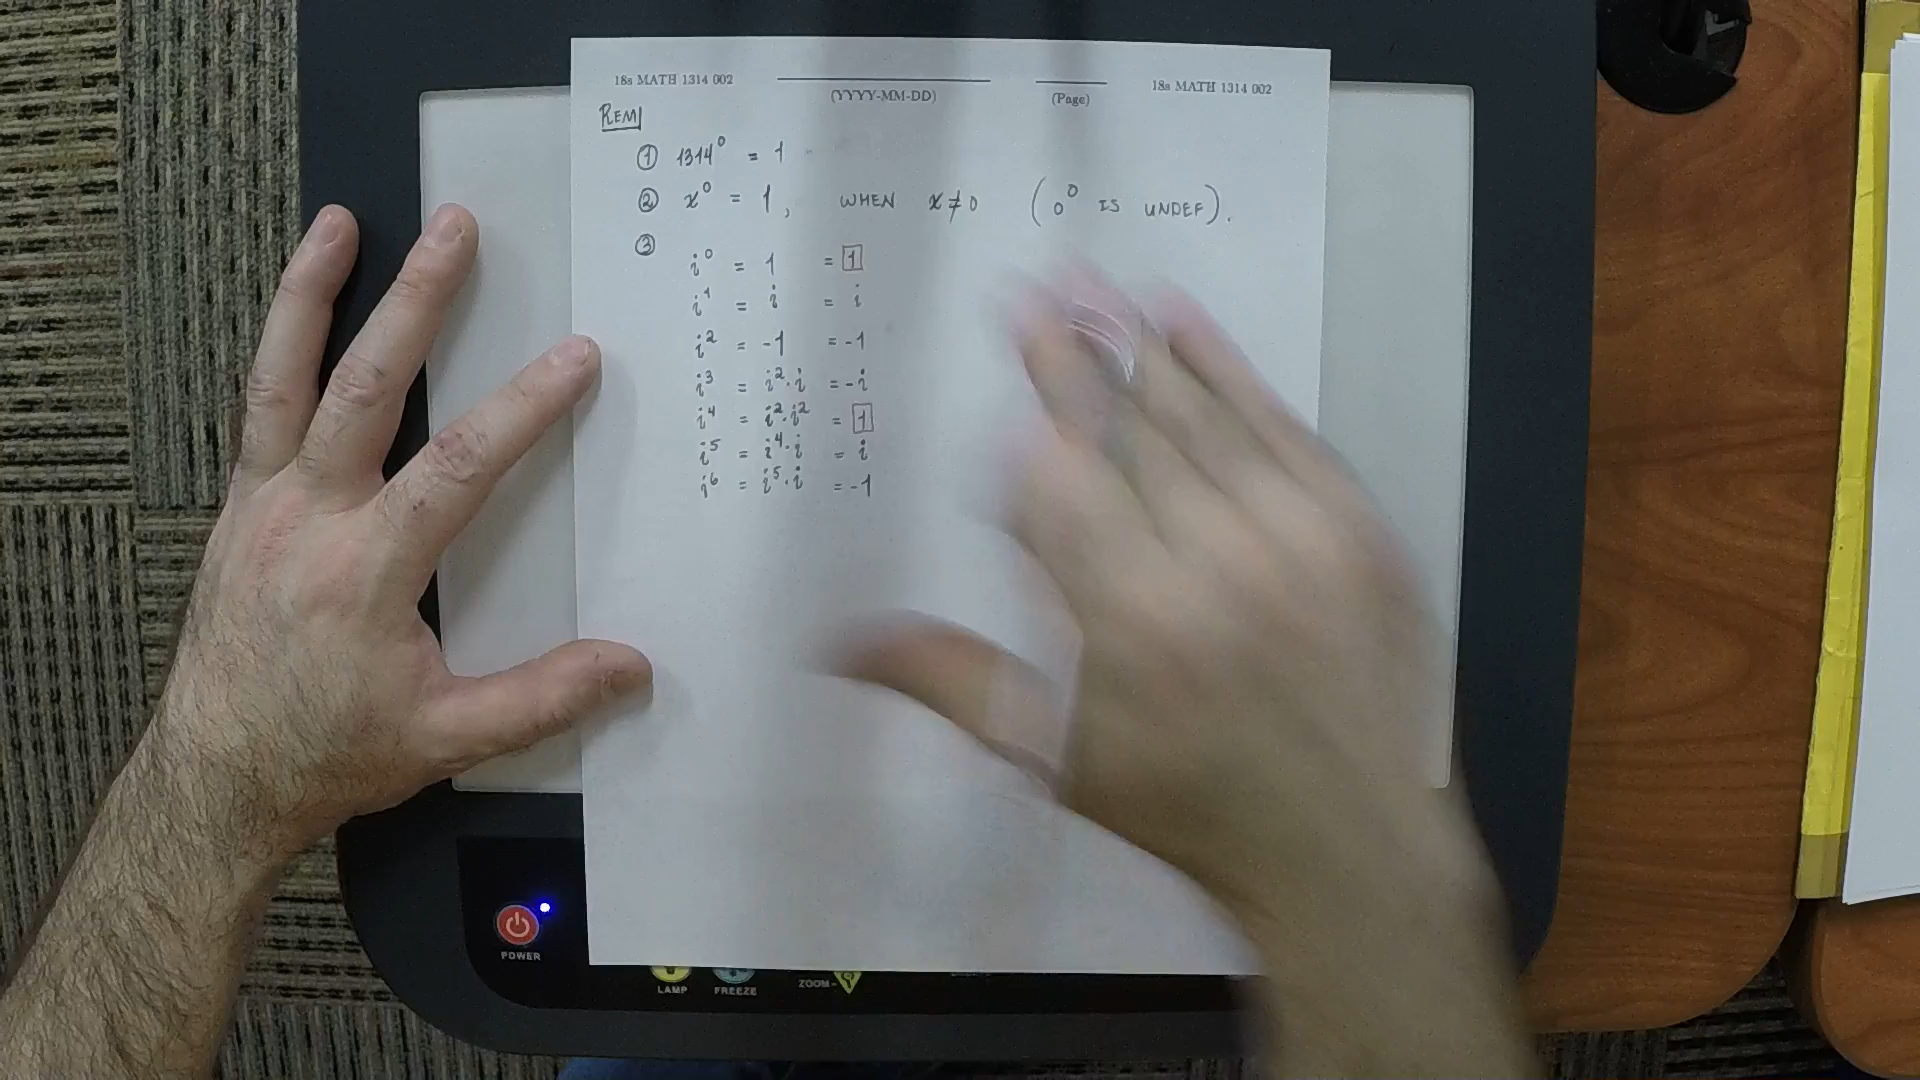 18s MATH 1314 002 (YYYY-MM-DD) (Page) 18s MATH 1314 002
REM
① 1314⁰ = 1
② x⁰ = 1, WHEN x ≠ 0 (0⁰ IS UNDEF).
③
i⁰ = 1 = 1
i¹ = i = i
i² = -1 = -1
i³ = i²·i = -i
i⁴ = i²·i² = 1
i⁵ = i⁴·i = i
i⁶ = i⁵·i = -1
POWER
LAMP FREEZE ZOOM-